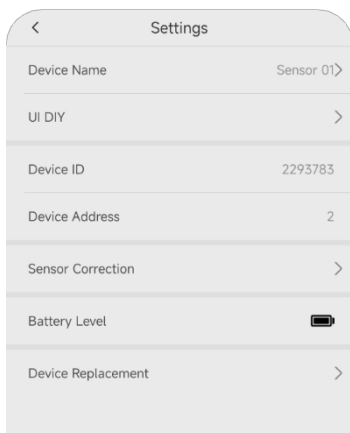 Settings
Device Name Sensor 01
UI DIY
Device ID 2293783
Device Address 2
Sensor Correction
Battery Level
Device Replacement